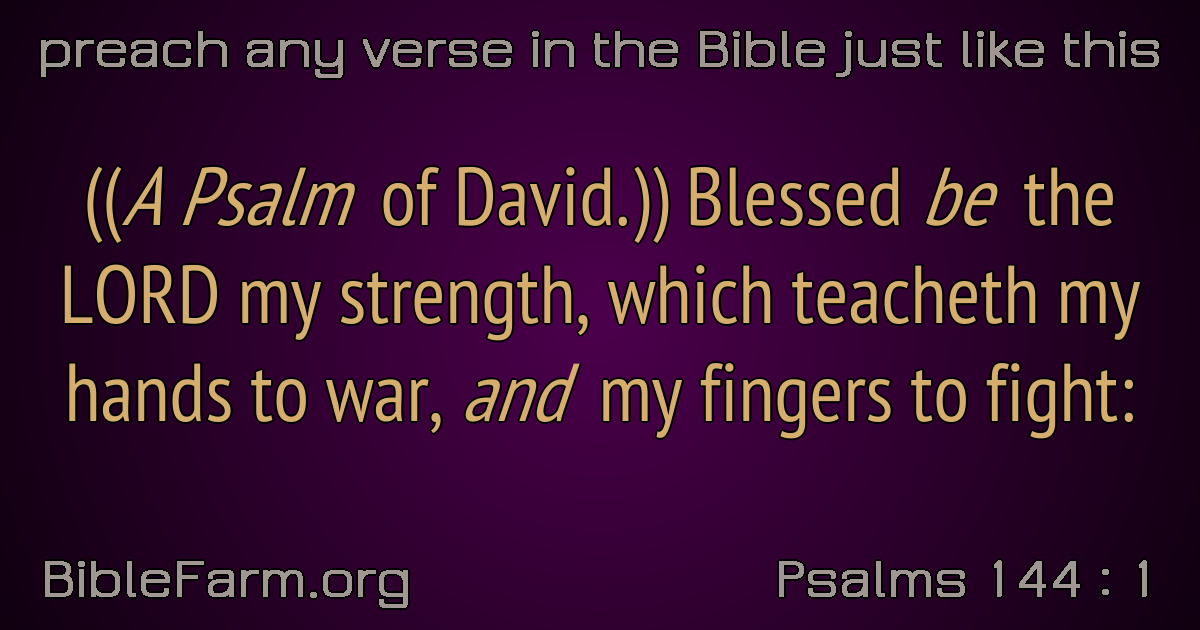 preach any verse in the Bible just like this
((A Psalm of David.)) Blessed be the
LORD my strength, which teacheth my
hands to war, and my fingers to fight:
BibleFarm.org
Psalms 144 : 1